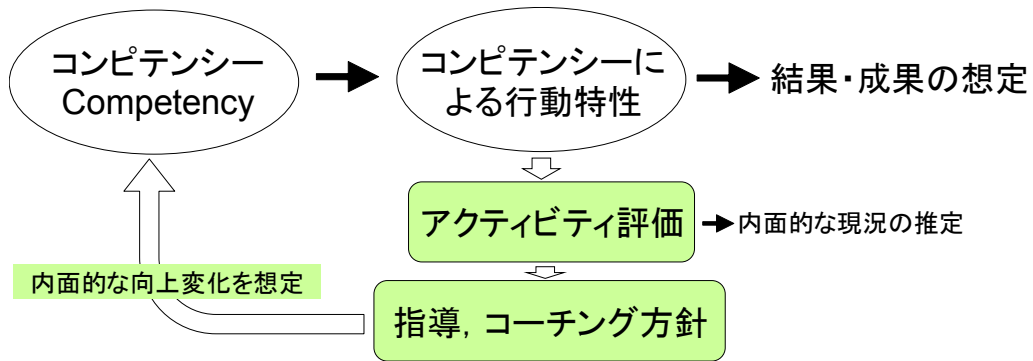 コンピテンシー
Competency
コンピテンシーに
よる行動特性
結果・成果の想定
アクティビティ評価
内面的な現況の推定
内面的な向上変化を想定
指導, コーチング方針